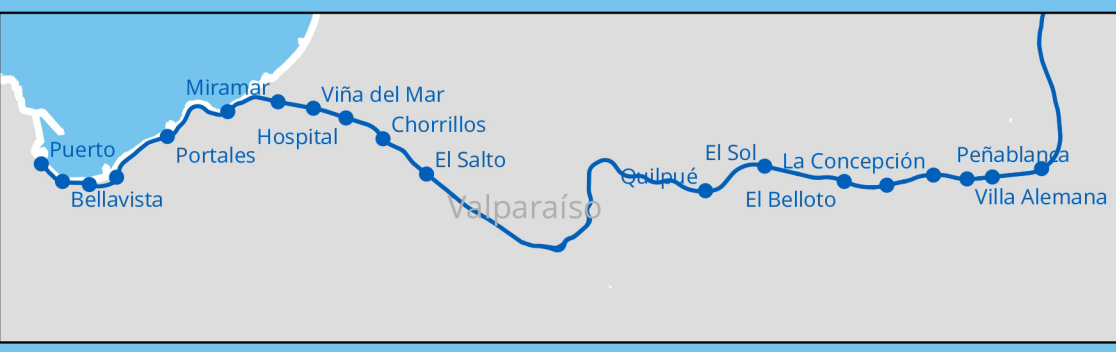 Miramar
Viña del Mar
Chorrillos
Hospital
Puerto
Portales
El Salto
Bellavista
Valparaíso
Quilpué
El Sol
La Concepción
Peñablanca
El Belloto
Villa Alemana